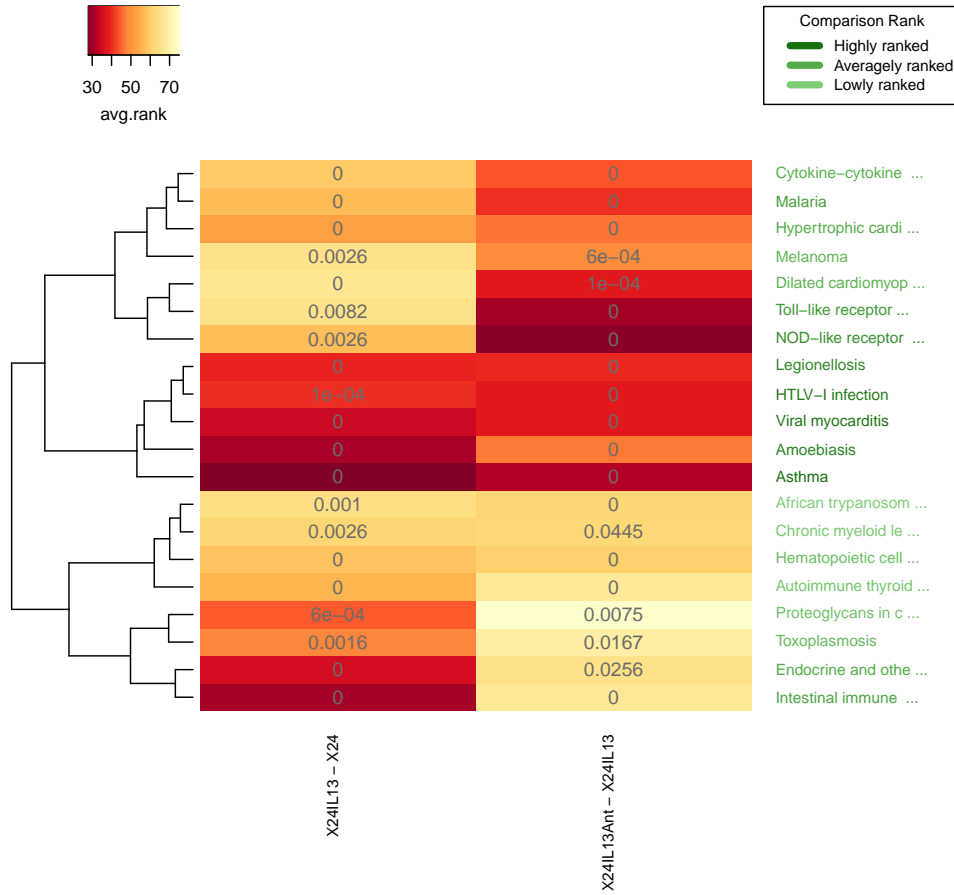 30 50 70
avg.rank
Comparison Rank
Highly ranked
Averagely ranked
Lowly ranked
0 0 Cytokine−cytokine ...
0 0 Malaria
0 0 Hypertrophic cardi ...
0.0026 6e−04 Melanoma
0 1e−04 Dilated cardiomyop ...
0.0082 0 Toll−like receptor ...
0.0026 0 NOD−like receptor ...
0 0 Legionellosis
1e−04 0 HTLV−I infection
0 0 Viral myocarditis
0 0 Amoebiasis
0 0 Asthma
0.001 0 African trypanosom ...
0.0026 0.0445 Chronic myeloid le ...
0 0 Hematopoietic cell ...
0 0 Autoimmune thyroid ...
6e−04 0.0075 Proteoglycans in c ...
0.0016 0.0167 Toxoplasmosis
0 0.0256 Endocrine and othe ...
0 0 Intestinal immune ...
X24IL13 − X24
X24IL13Ant − X24IL13